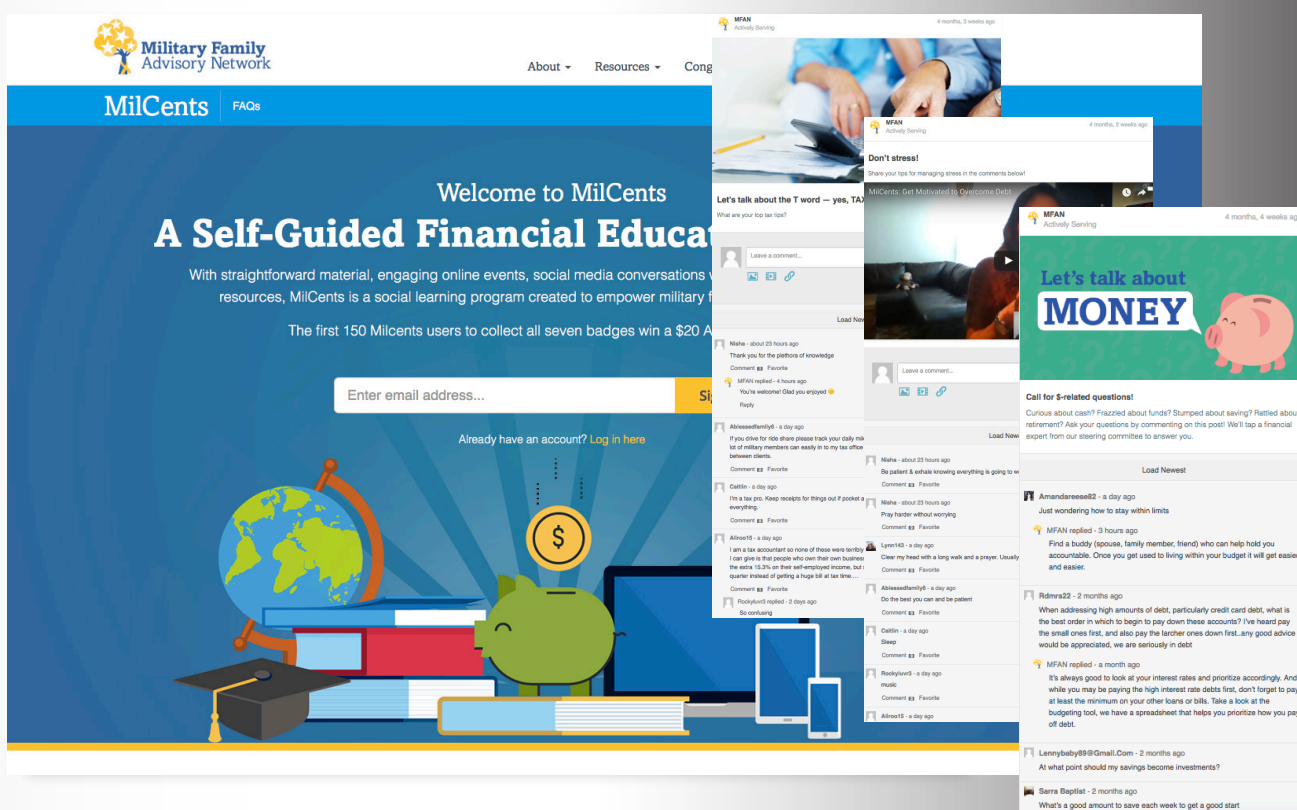 Military Family
Advisory Network
About
Resources
Cong
MilCents
FAQs
Welcome to MilCents
A Self-Guided Financial Educa
With straightforward material, engaging online events, social media conversations
resources, MilCents is a social learning program created to empower military f
The first 150 Milcents users to collect all seven badges win a $20 A
Enter email address...
Si
Already have an account? Log in here
$
MFAN
Actively Serving
4 months, 3 weeks ago
Let's talk about the T word — yes, TAX
What are your top tax tips?
Leave a comment...
Load New
Nisha - about 23 hours ago
Thank you for the plethora of knowledge
Comment Favorite
MFAN replied - 4 hours ago
You're welcome! Glad you enjoyed
Reply
Ablessedfamily6 - a day ago
If you drive for ride share please track your daily mile
lot of military members can easily in to my tax office
between clients.
Comment Favorite
Caitlin - a day ago
I'm a tax pro. Keep receipts for things out if pocket a
everything.
Comment Favorite
Allroo15 - a day ago
I am a tax accountant so none of these were terribly
I can give is that people who own their own business
the extra 15.3% on their self-employed income, but
quarter instead of getting a huge bill at tax time....
Comment Favorite
Rockyluvr3 replied - 2 days ago
So confusing
MFAN
Actively Serving
4 months, 2 weeks ago
Don't stress!
Share your tips for managing stress in the comments below!
MilCents: Get Motivated to Overcome Debt
Leave a comment...
Load New
Nisha - about 23 hours ago
Be patient & exhale knowing everything is going to w
Comment Favorite
Nisha - about 23 hours ago
Pray harder without worrying
Comment Favorite
Lynn143 - a day ago
Clear my head with a long walk and a prayer. Usually
Comment Favorite
Ablessedfamily6 - a day ago
Do the best you can and be patient
Comment Favorite
Caitlin - a day ago
Sleep
Comment Favorite
Rockyluvr3 - a day ago
music
Comment Favorite
Allroo15 - a day ago
MFAN
Actively Serving
4 months, 4 weeks ag
Let's talk about
MONEY
Call for $-related questions!
Curious about cash? Frazzled about funds? Stumped about saving? Rattled abou
retirement? Ask your questions by commenting on this post! We'll tap a financial
expert from our steering committee to answer you.
Load Newest
Amandareese82 - a day ago
Just wondering how to stay within limits
MFAN replied - 3 hours ago
Find a buddy (spouse, family member, friend) who can help hold you
accountable. Once you get used to living within your budget it will get easier
and easier.
Rdmrs22 - 2 months ago
When addressing high amounts of debt, particularly credit card debt, what is
the best order in which to begin to pay down these accounts? I've heard pay
the small ones first, and also pay the larcher ones down first..any good advice
would be appreciated, we are seriously in debt
MFAN replied - a month ago
It's always good to look at your interest rates and prioritize accordingly. And
while you may be paying the high interest rate debts first, don't forget to pay
at least the minimum on your other loans or bills. Take a look at the
budgeting tool, we have a spreadsheet that helps you prioritize how you pay
off debt.
Lennybaby89@Gmail.Com - 2 months ago
At what point should my savings become investments?
Sarra Baptist - 2 months ago
What's a good amount to save each week to get a good start